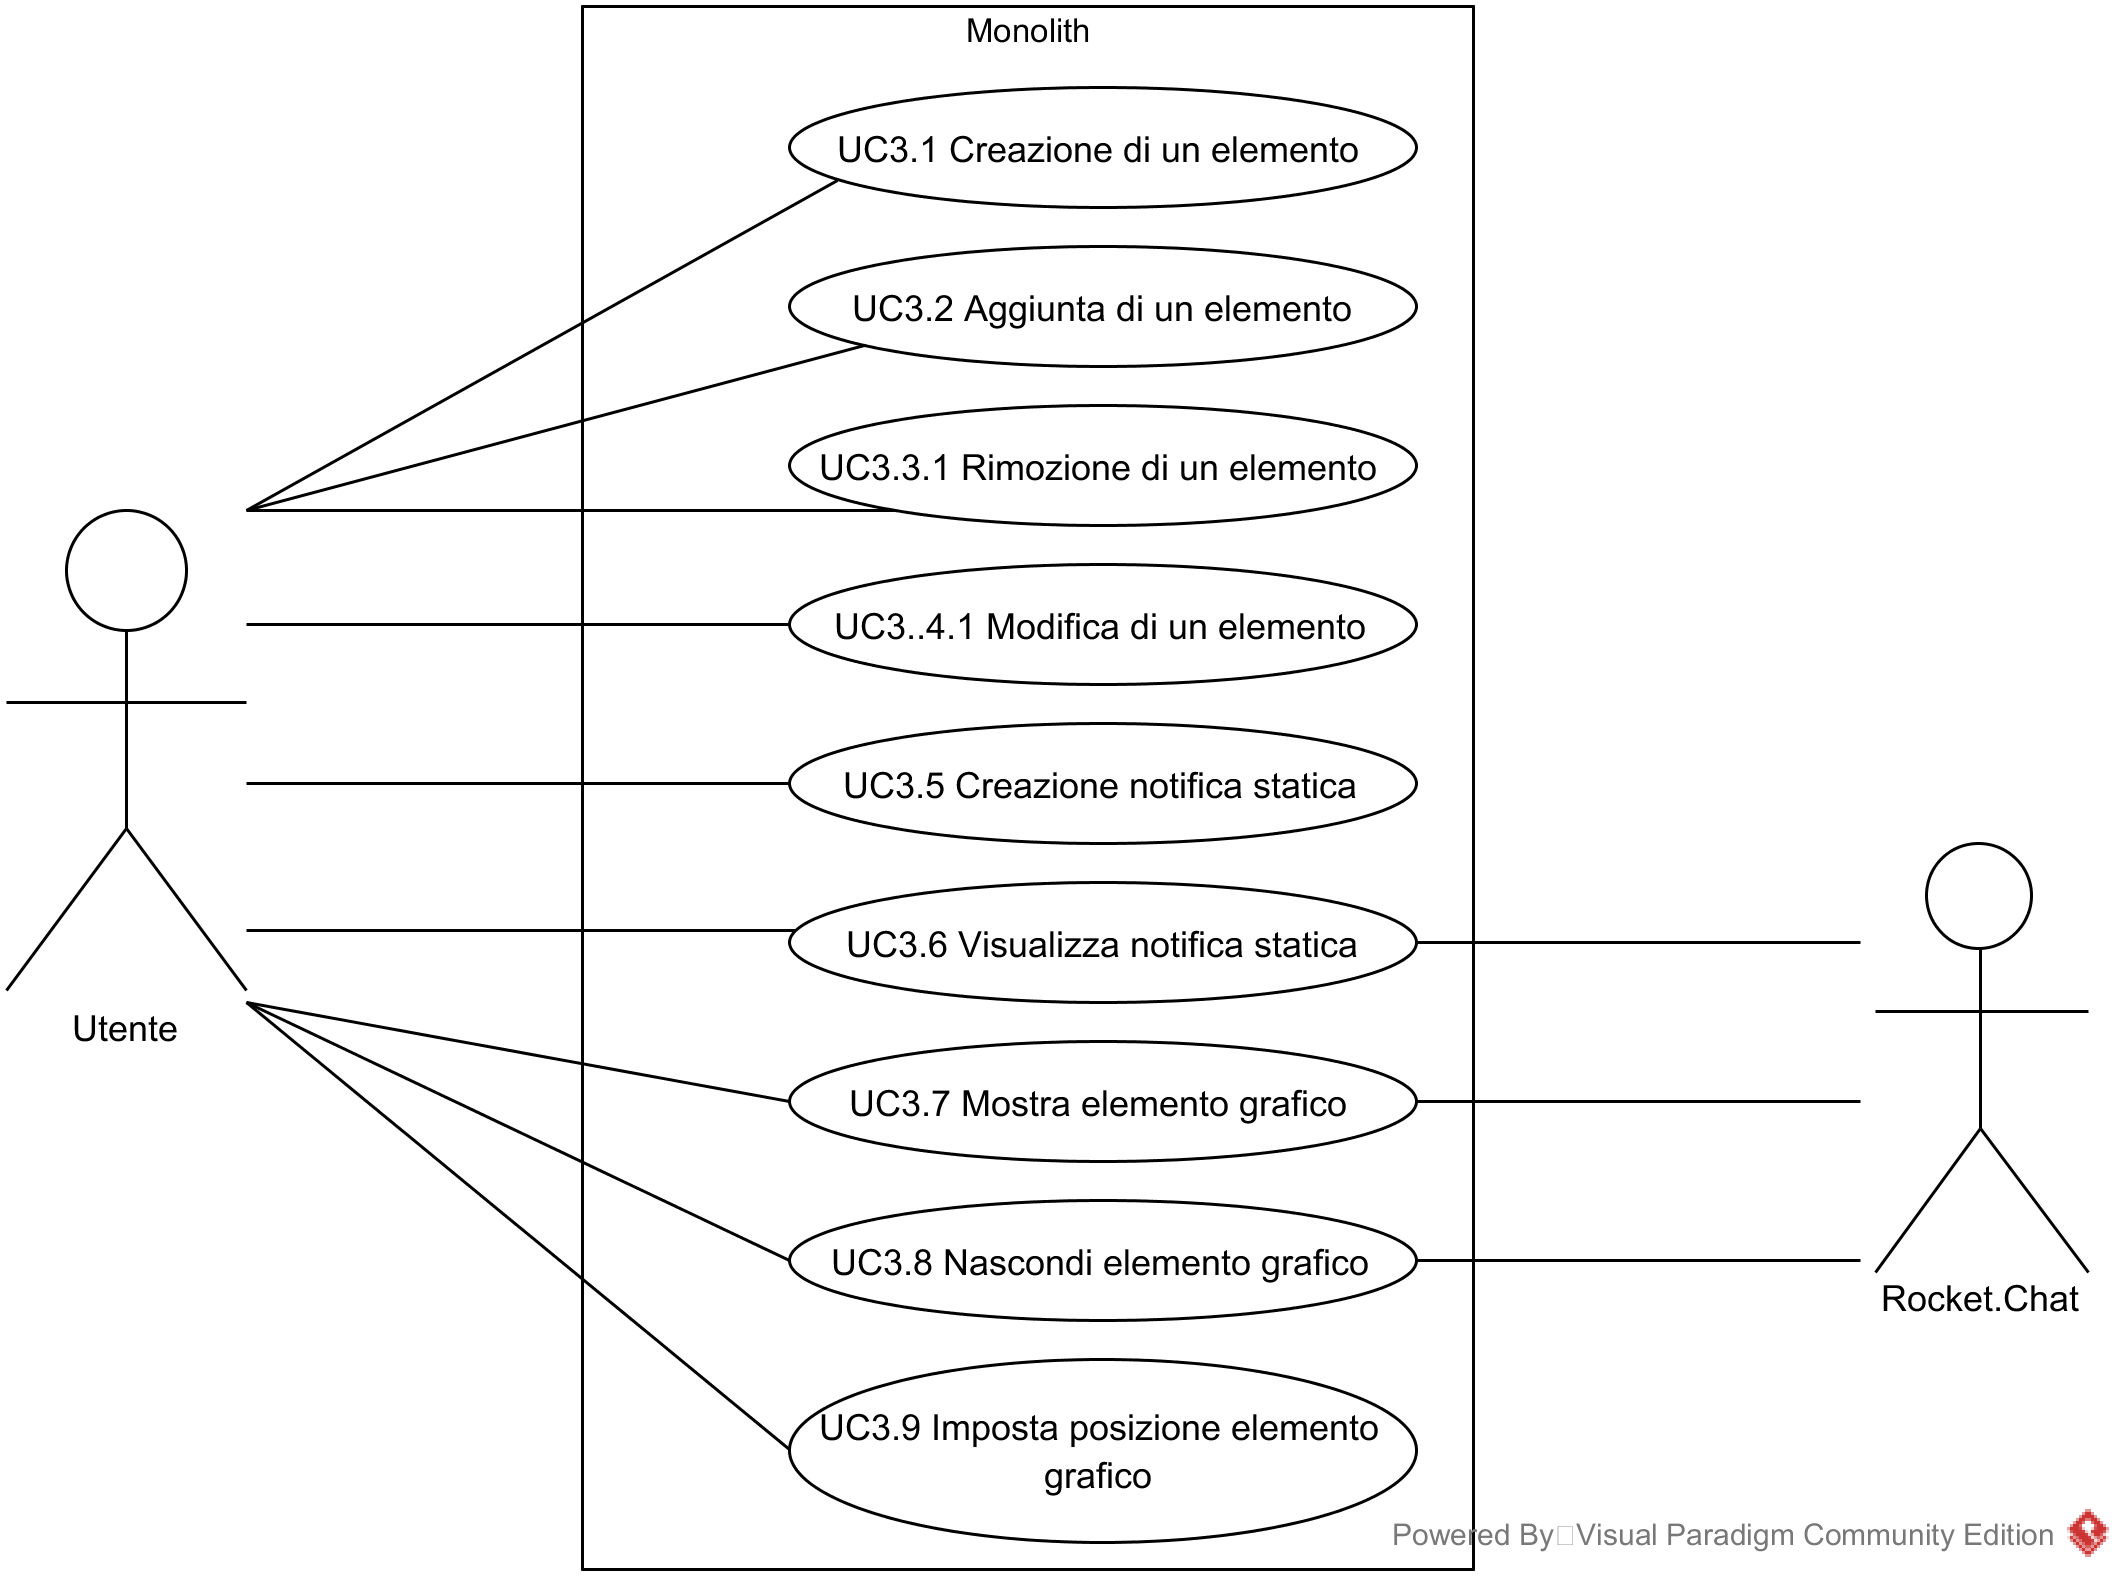 Monolith
UC3.1 Creazione di un elemento
UC3.2 Aggiunta di un elemento
UC3.3.1 Rimozione di un elemento
UC3..4.1 Modifica di un elemento
UC3.5 Creazione notifica statica
UC3.6 Visualizza notifica statica
Utente
UC3.7 Mostra elemento grafico
UC3.8 Nascondi elemento grafico
Rocket.Chat
UC3.9 Imposta posizione elemento
grafico
Powered By Visual Paradigm Community Edition